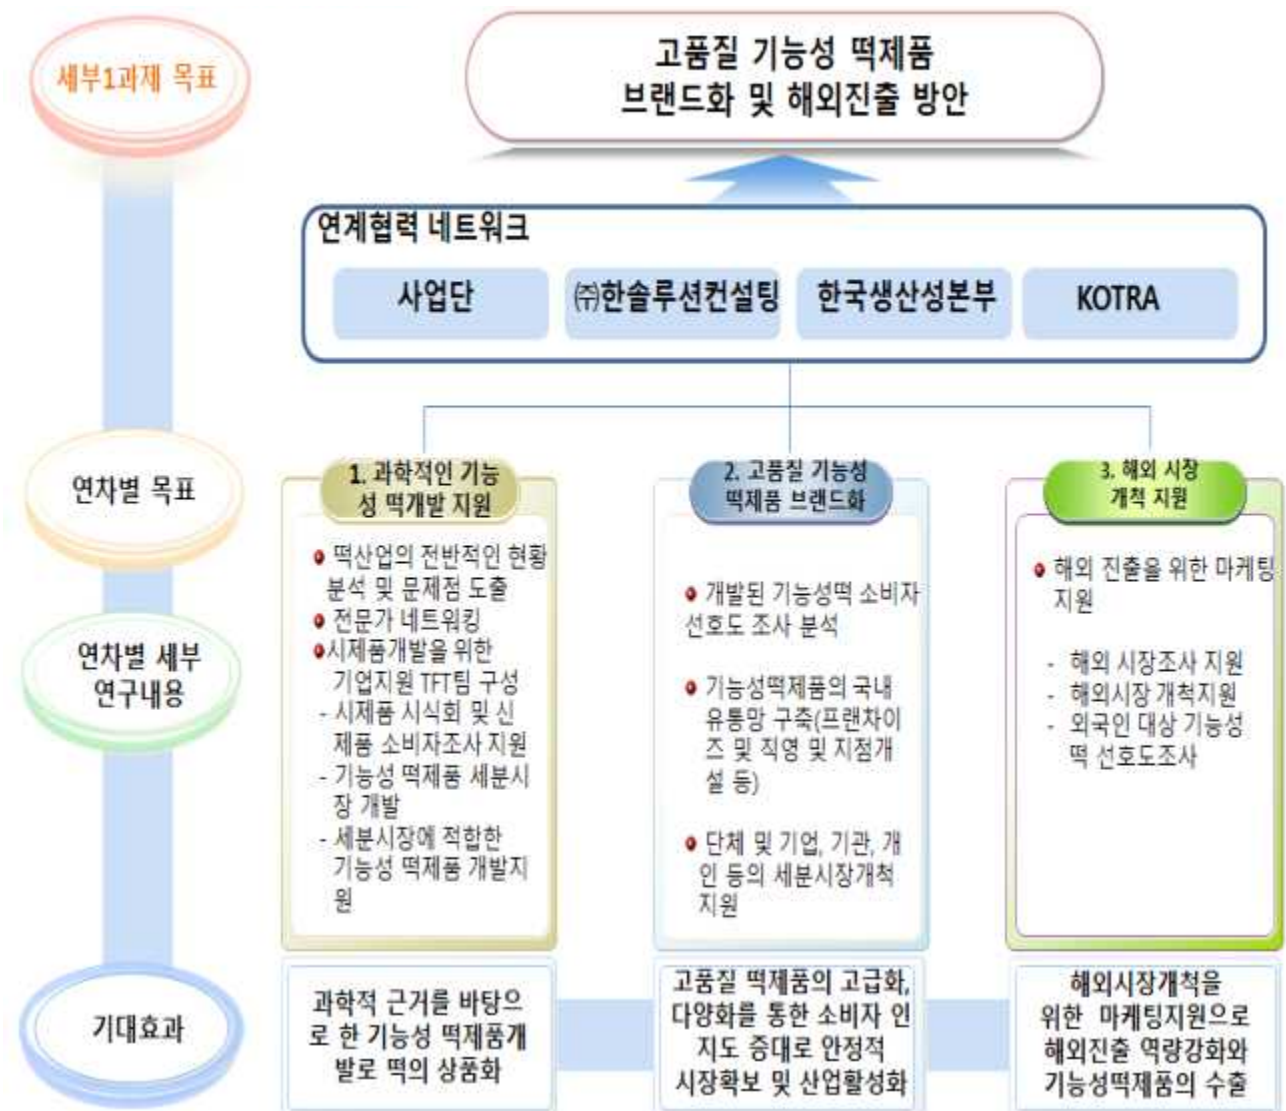 세부1과제 목표
고품질 기능성 떡제품
브랜드화 및 해외진출 방안
연계협력 네트워크
사업단
㈜한솔루션컨설팅
한국생산성본부
KOTRA
연차별 목표
1. 과학적인 기능
성 떡개발 지원
2. 고품질 기능성
떡제품 브랜드화
3. 해외 시장
개척 지원
연차별 세부
연구내용
떡산업의 전반적인 현황
분석 및 문제점 도출
전문가 네트워킹
시제품개발을 위한
기업지원 TFT팀 구성
- 시제품 시식회 및 신
제품 소비자조사 지원
- 기능성 떡제품 세분시
장 개발
- 세분시장에 적합한
기능성 떡제품 개발지
원
개발된 기능성떡 소비자
선호도 조사 분석
기능성떡제품의 국내
유통망 구축(프랜차이
즈 및 직영 및 지점개
설 등)
단체 및 기업, 기관, 개
인 등의 세분시장개척
지원
해외 진출을 위한 마케팅
지원
- 해외 시장조사 지원
- 해외시장 개척지원
- 외국인 대상 기능성
떡 선호도조사
기대효과
과학적 근거를 바탕으
로 한 기능성 떡제품개
발로 떡의 상품화
고품질 떡제품의 고급화,
다양화를 통한 소비자 인
지도 증대로 안정적
시장확보 및 산업활성화
해외시장개척을
위한 마케팅지원으로
해외진출 역량강화와
기능성떡제품의 수출